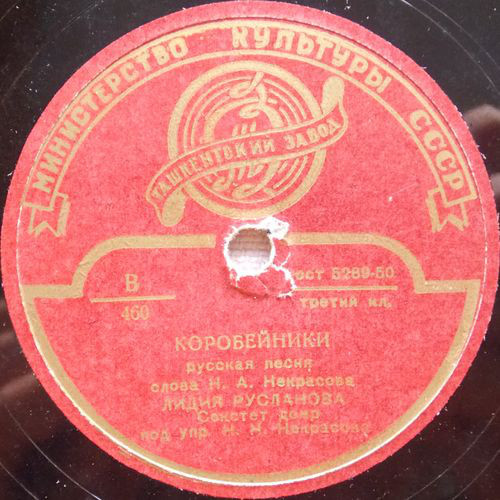 МИНИСТЕРСТВО КУЛЬТУРЫ СССР
ТАШКЕНТСКИЙ ЗАВОД
В
460
ост 5289-50
третий кл.
КОРОБЕЙНИКИ
русская песня
слова Н. А. Некрасова
ЛИДИЯ РУСЛАНОВА
Секстет домр
под упр. Н. Н. Некрасова